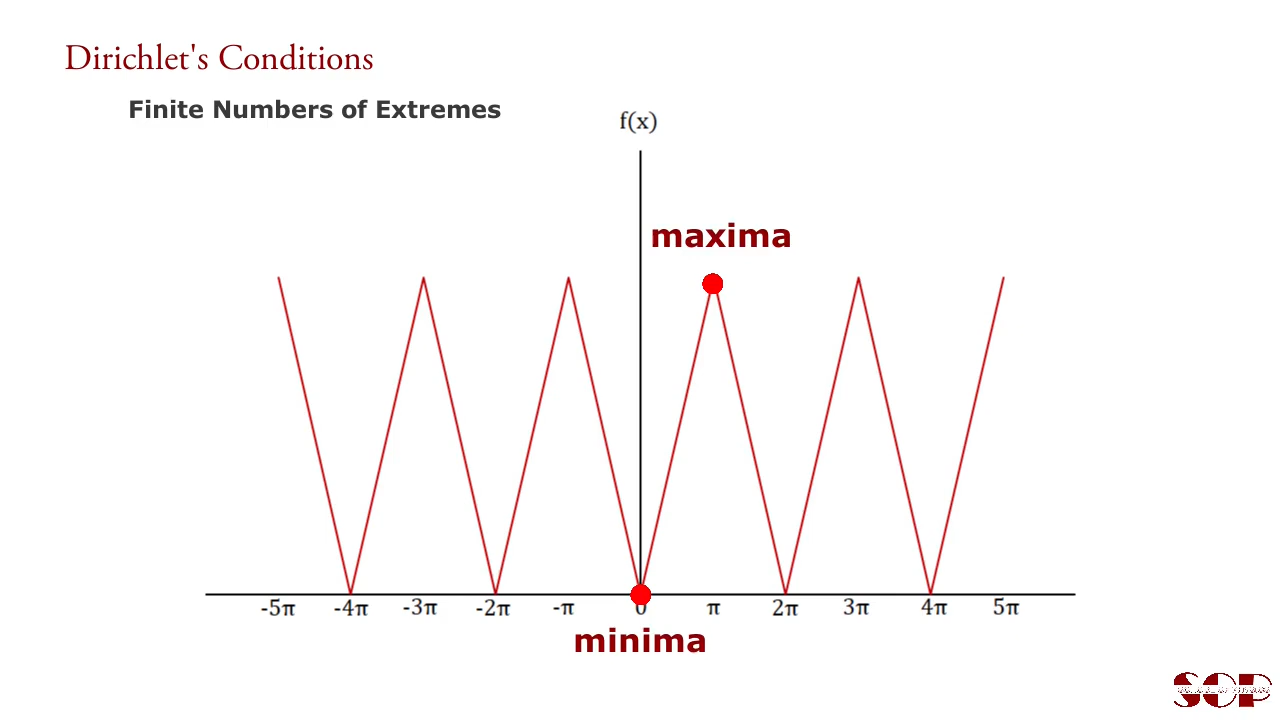 Dirichlet's Conditions
Finite Numbers of Extremes
f(x)
maxima
-5π -4π -3π -2π -π 0 π 2π 3π 4π 5π
minima
SOP